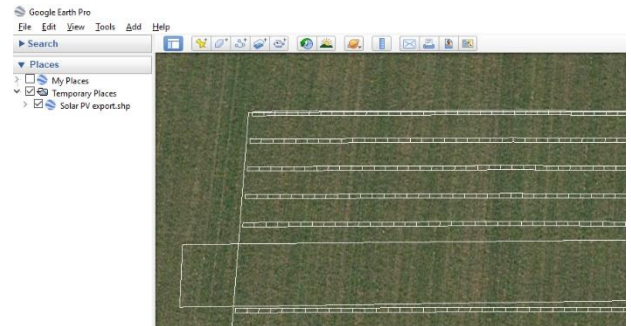 Google Earth Pro
File Edit View Tools Add Help
Search
Places
My Places
Temporary Places
Solar PV export.shp